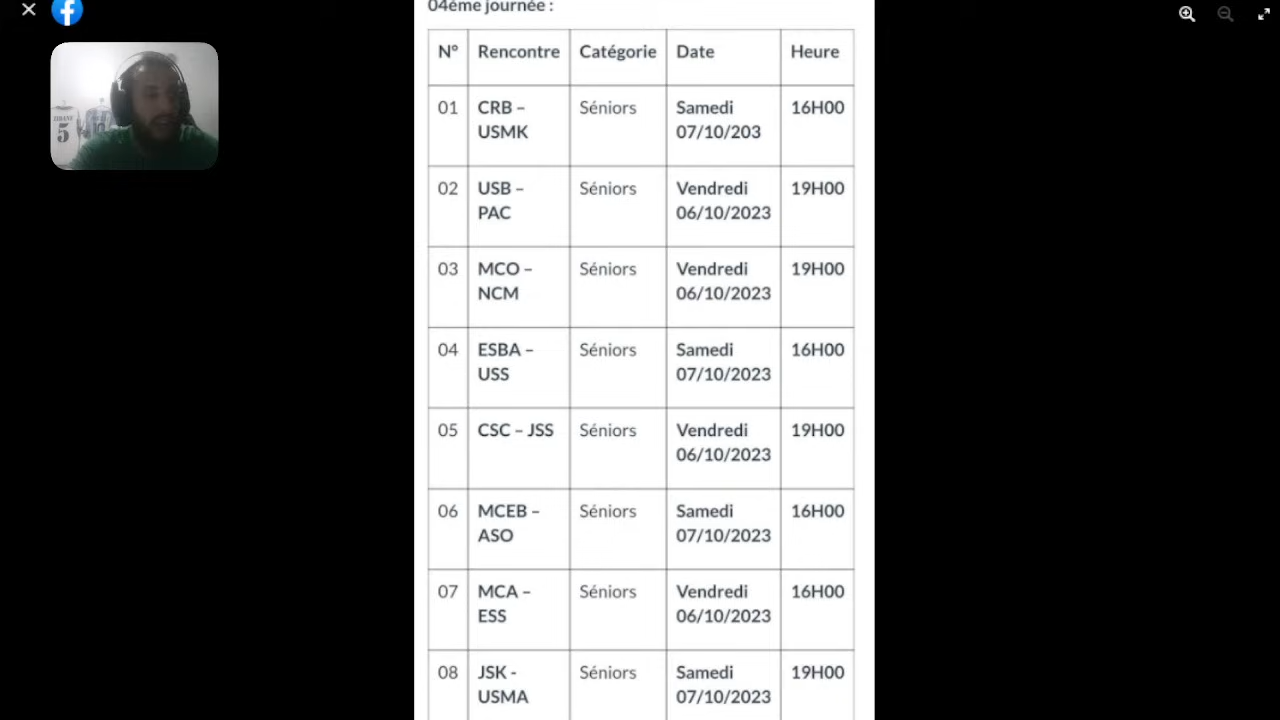 04ème journée :
N° Rencontre Catégorie Date Heure
01 CRB – Séniors Samedi 16H00
USMK 07/10/203
02 USB – Séniors Vendredi 19H00
PAC 06/10/2023
03 MCO – Séniors Vendredi 19H00
NCM 06/10/2023
04 ESBA – Séniors Samedi 16H00
USS 07/10/2023
05 CSC – JSS Séniors Vendredi 19H00
06/10/2023
06 MCEB – Séniors Samedi 16H00
ASO 07/10/2023
07 MCA – Séniors Vendredi 16H00
ESS 06/10/2023
08 JSK - Séniors Samedi 19H00
USMA 07/10/2023
5
10